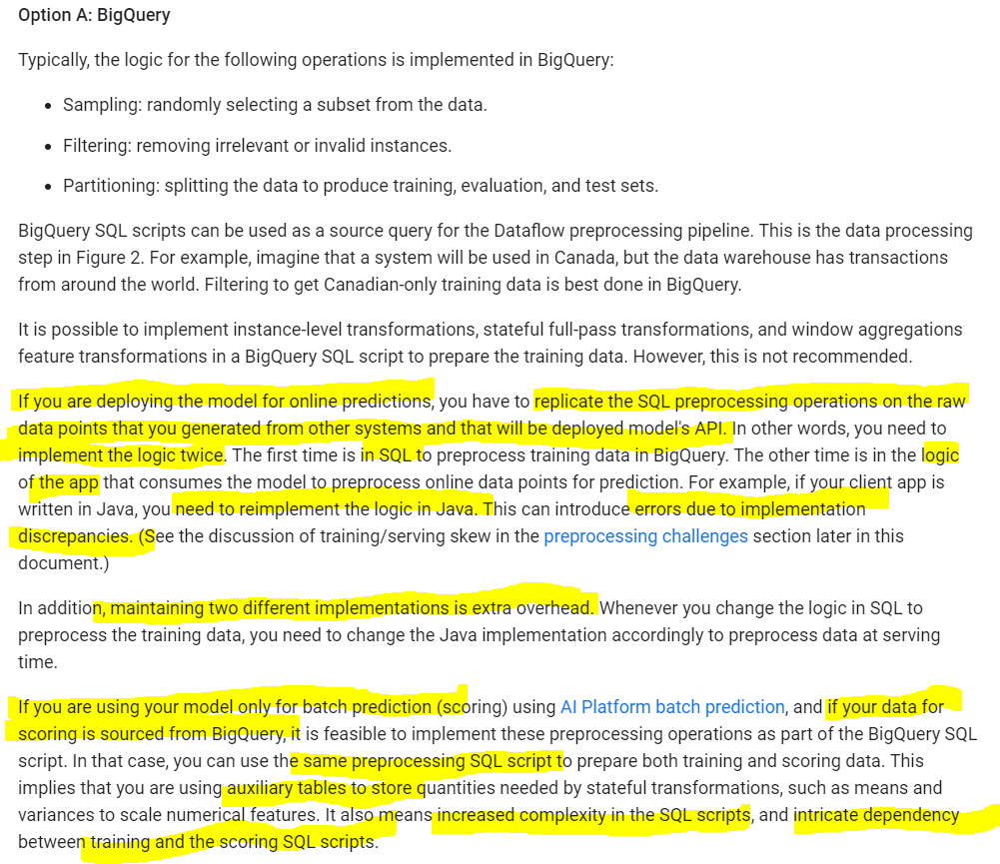 Option A: BigQuery
Typically, the logic for the following operations is implemented in BigQuery:
• Sampling: randomly selecting a subset from the data.
• Filtering: removing irrelevant or invalid instances.
• Partitioning: splitting the data to produce training, evaluation, and test sets.
BigQuery SQL scripts can be used as a source query for the Dataflow preprocessing pipeline. This is the data processing
step in Figure 2. For example, imagine that a system will be used in Canada, but the data warehouse has transactions
from around the world. Filtering to get Canadian-only training data is best done in BigQuery.
It is possible to implement instance-level transformations, stateful full-pass transformations, and window aggregations
feature transformations in a BigQuery SQL script to prepare the training data. However, this is not recommended.
If you are deploying the model for online predictions, you have to replicate the SQL preprocessing operations on the raw
data points that you generated from other systems and that will be deployed model's API. In other words, you need to
implement the logic twice. The first time is in SQL to preprocess training data in BigQuery. The other time is in the logic
of the app that consumes the model to preprocess online data points for prediction. For example, if your client app is
written in Java, you need to reimplement the logic in Java. This can introduce errors due to implementation
discrepancies. (See the discussion of training/serving skew in the preprocessing challenges section later in this
document.)
In addition, maintaining two different implementations is extra overhead. Whenever you change the logic in SQL to
preprocess the training data, you need to change the Java implementation accordingly to preprocess data at serving
time.
If you are using your model only for batch prediction (scoring) using AI Platform batch prediction, and if your data for
scoring is sourced from BigQuery, it is feasible to implement these preprocessing operations as part of the BigQuery SQL
script. In that case, you can use the same preprocessing SQL script to prepare both training and scoring data. This
implies that you are using auxiliary tables to store quantities needed by stateful transformations, such as means and
variances to scale numerical features. It also means increased complexity in the SQL scripts, and intricate dependency
between training and the scoring SQL scripts.